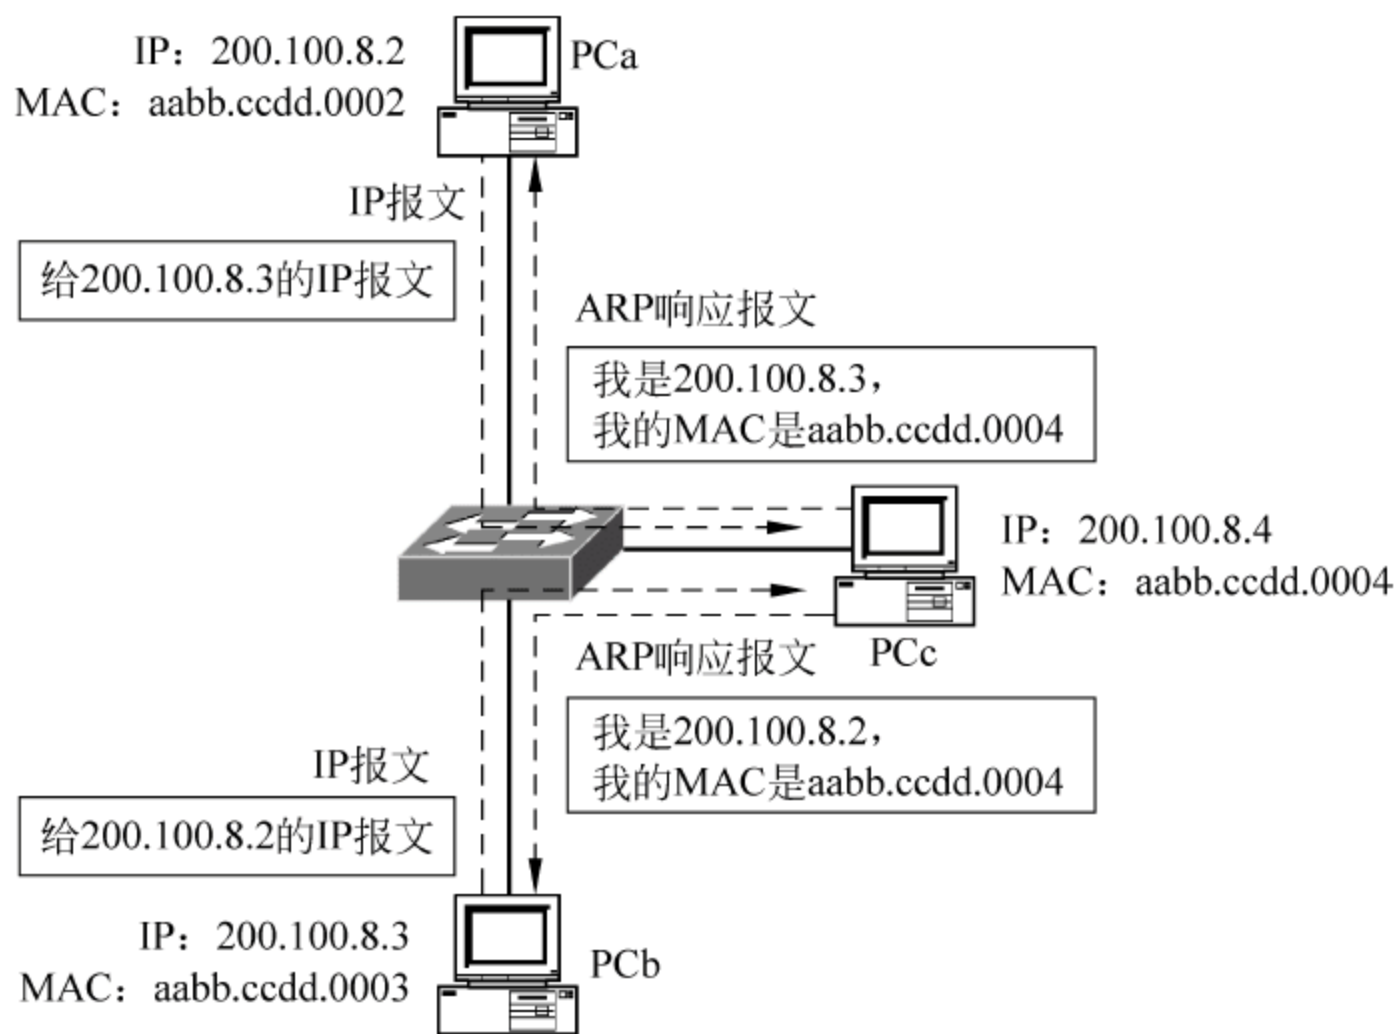 IP：200.100.8.2
MAC：aabb.ccdd.0002
PCa
IP报文
给200.100.8.3的IP报文
ARP响应报文
我是200.100.8.3，
我的MAC是aabb.ccdd.0004
IP：200.100.8.4
MAC：aabb.ccdd.0004
PCc
ARP响应报文
我是200.100.8.2，
我的MAC是aabb.ccdd.0004
IP报文
给200.100.8.2的IP报文
IP：200.100.8.3
MAC：aabb.ccdd.0003
PCb